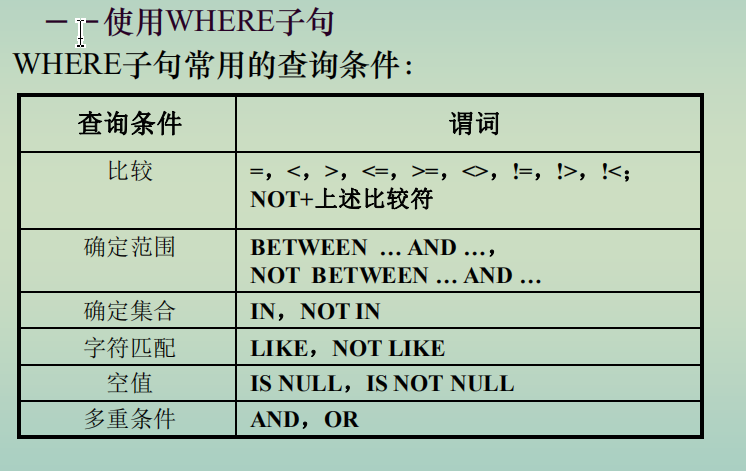 －－使用WHERE子句
WHERE子句常用的查询条件：
查询条件 谓词
比较 =，<，>，<=，>=，<>，!=，!>，!<；
NOT+上述比较符
确定范围 BETWEEN … AND …，
NOT BETWEEN … AND …
确定集合 IN，NOT IN
字符匹配 LIKE，NOT LIKE
空值 IS NULL，IS NOT NULL
多重条件 AND，OR